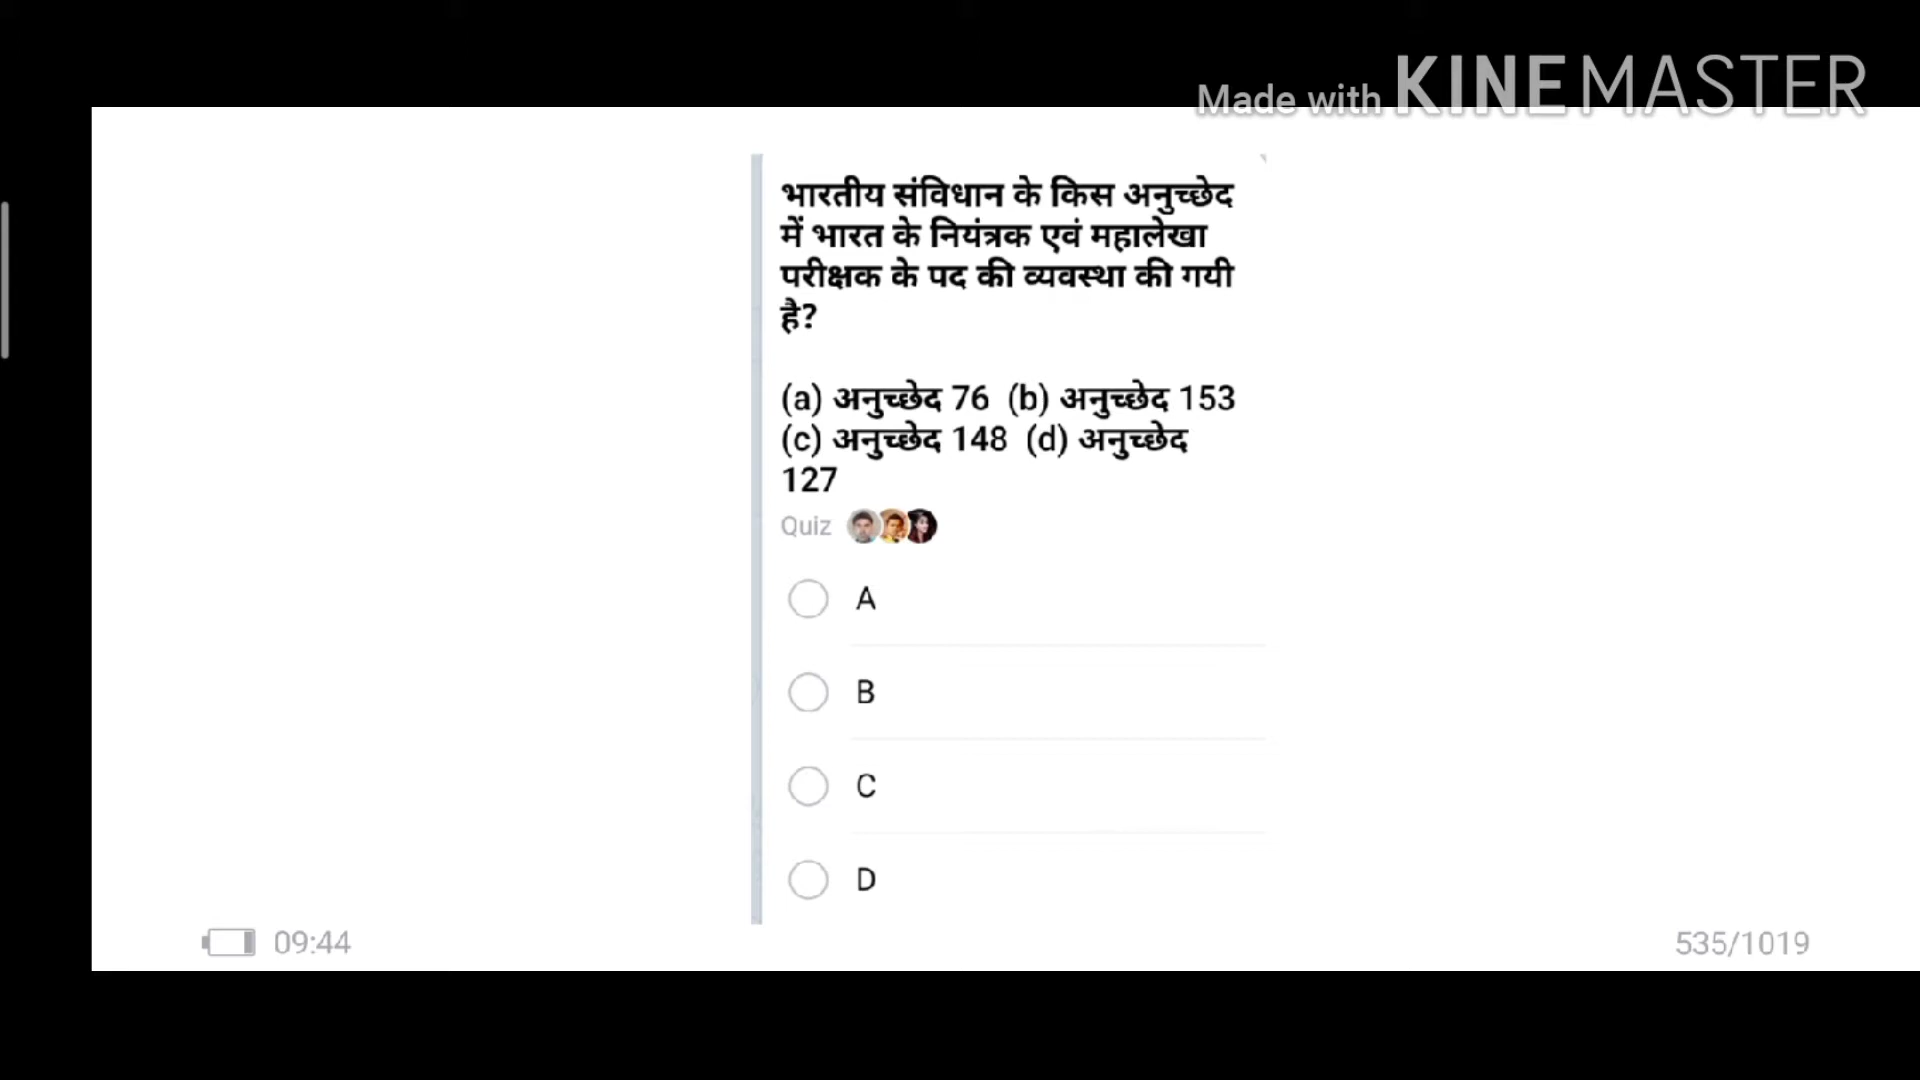 Made with KINEMASTER
भारतीय संविधान के किस अनुच्छेद
में भारत के नियंत्रक एवं महालेखा
परीक्षक के पद की व्यवस्था की गयी
है?
(a) अनुच्छेद 76 (b) अनुच्छेद 153
(c) अनुच्छेद 148 (d) अनुच्छेद
127
Quiz
A
B
C
D
09:44
535/1019